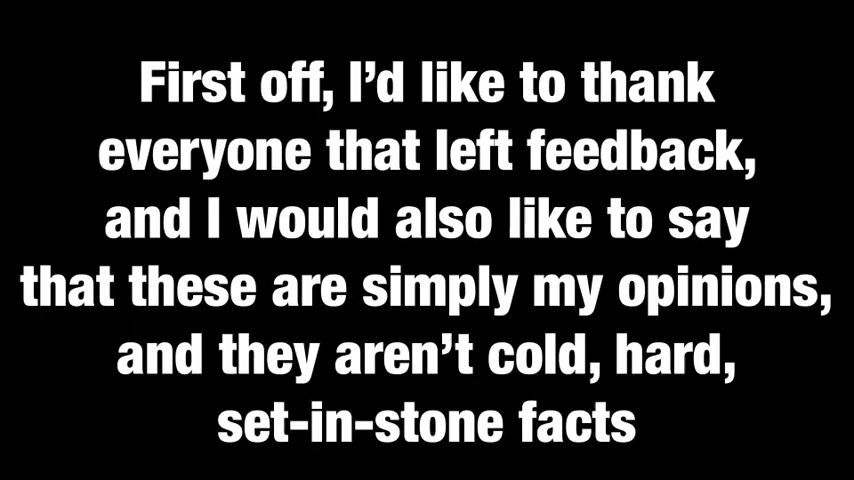 First off, I’d like to thank
everyone that left feedback,
and I would also like to say
that these are simply my opinions,
and they aren’t cold, hard,
set-in-stone facts